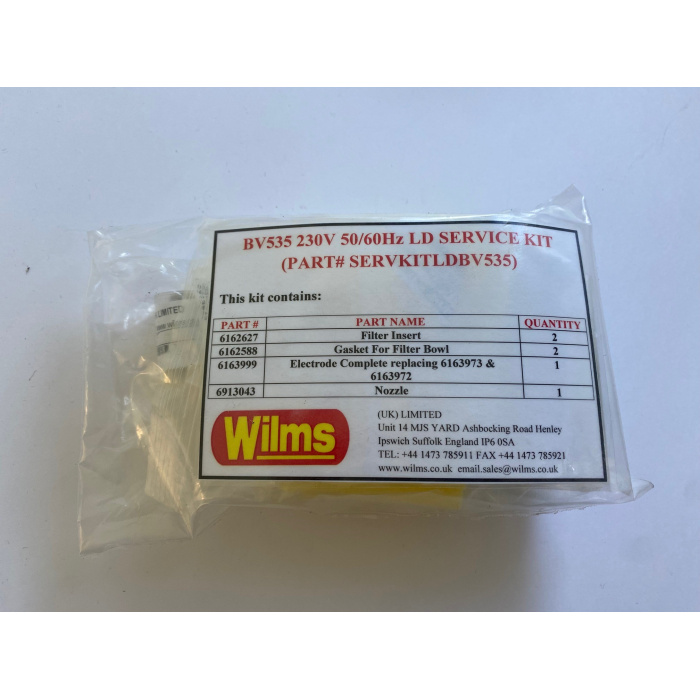 BV535 230V 50/60Hz LD SERVICE KIT
(PART# SERVKITLDBV535)
This kit contains:
PART # PART NAME QUANTITY
6162627 Filter Insert 2
6162588 Gasket For Filter Bowl 2
6163999 Electrode Complete replacing 6163973 & 1
6163972
6913043 Nozzle 1
Wilms
(UK) LIMITED
Unit 14 MJS YARD Ashbocking Road Henley
Ipswich Suffolk England IP6 0SA
TEL: +44 1473 785911 FAX +44 1473 785921
www.wilms.co.uk email.sales@wilms.co.uk